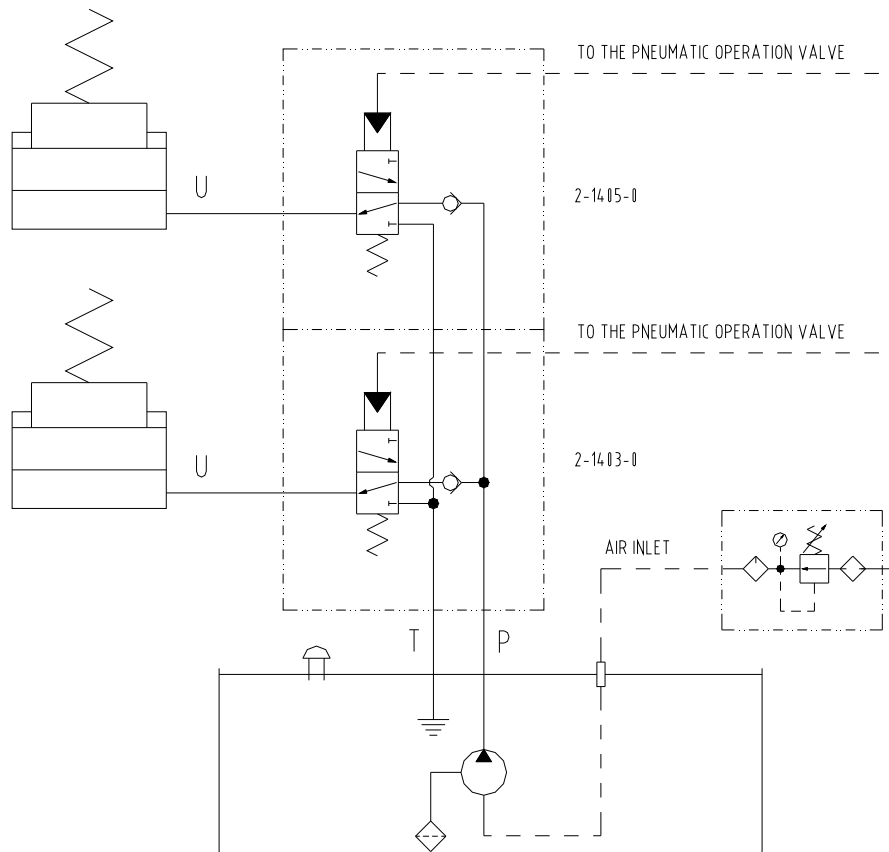 TO THE PNEUMATIC OPERATION VALVE
U
2-1405-0
TO THE PNEUMATIC OPERATION VALVE
U
2-1403-0
AIR INLET
T
P